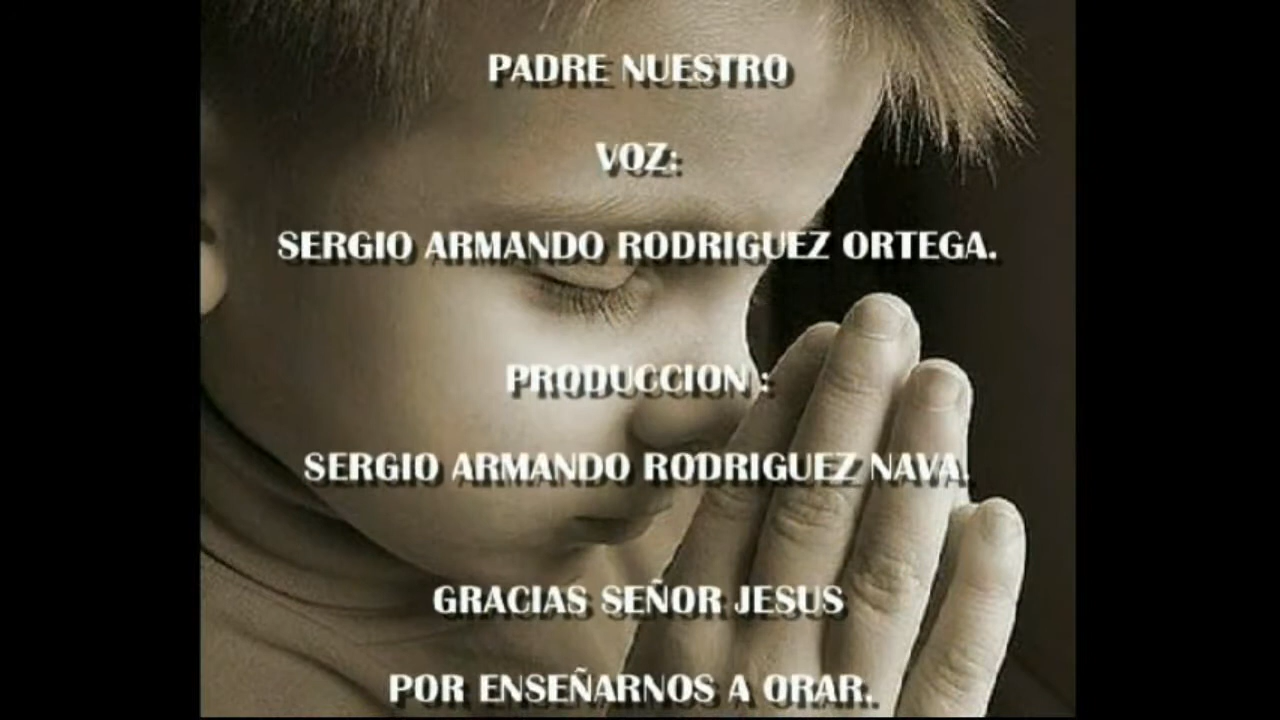 PADRE NUESTRO
VOZ:
SERGIO ARMANDO RODRIGUEZ ORTEGA.
PRODUCCION :
SERGIO ARMANDO RODRIGUEZ NAVA.
GRACIAS SEÑOR JESUS
POR ENSEÑARNOS A ORAR.